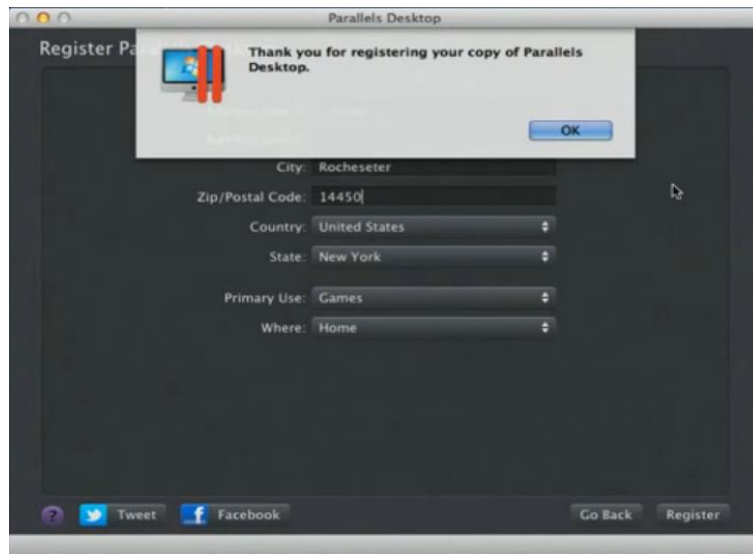 Parallels Desktop
Register Pa
Thank you for registering your copy of Parallels
Desktop.
OK
City: Rocheseter
Zip/Postal Code: 14450
Country: United States
State: New York
Primary Use: Games
Where: Home
? Tweet f Facebook Go Back Register